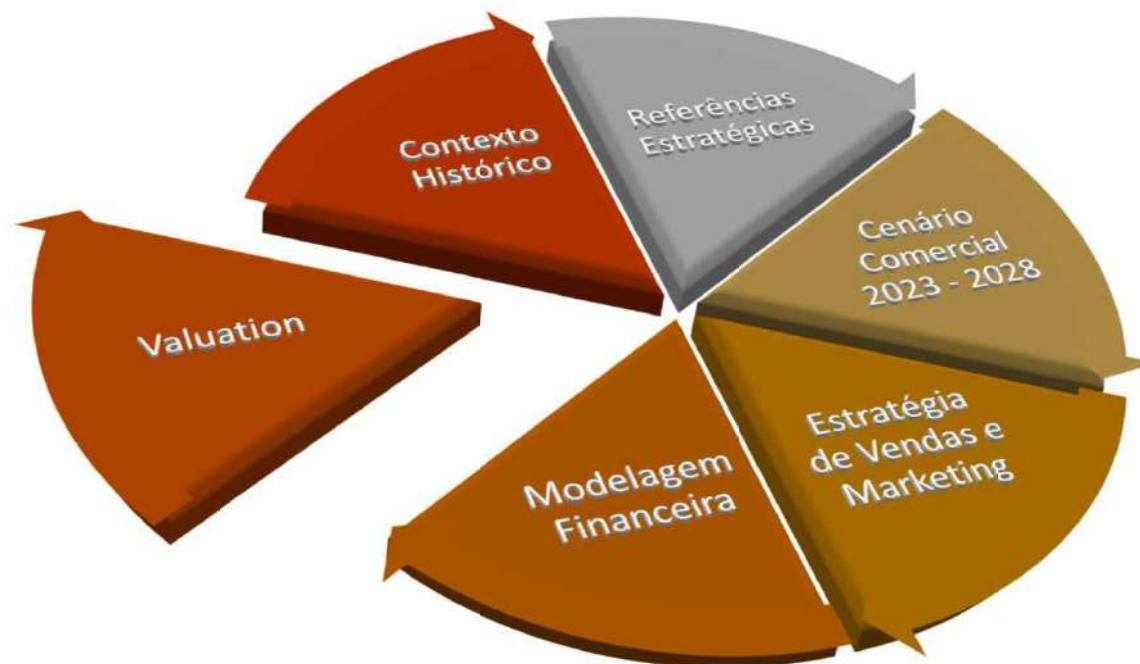 Contexto
Histórico
Referências
Estratégicas
Cenário
Comercial
2023 - 2028
Estratégia
de Vendas e
Marketing
Modelagem
Financeira
Valuation